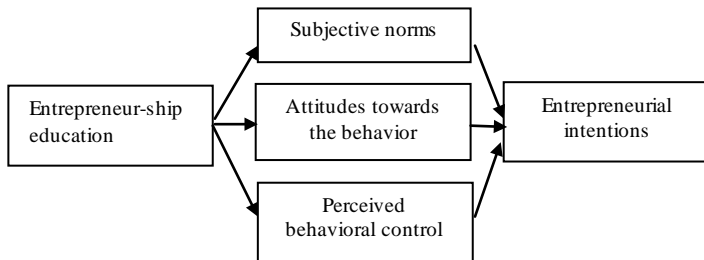 Subjective norms
Entrepreneur-ship
education
Attitudes towards
the behavior
Entrepreneurial
intentions
Perceived
behavioral control